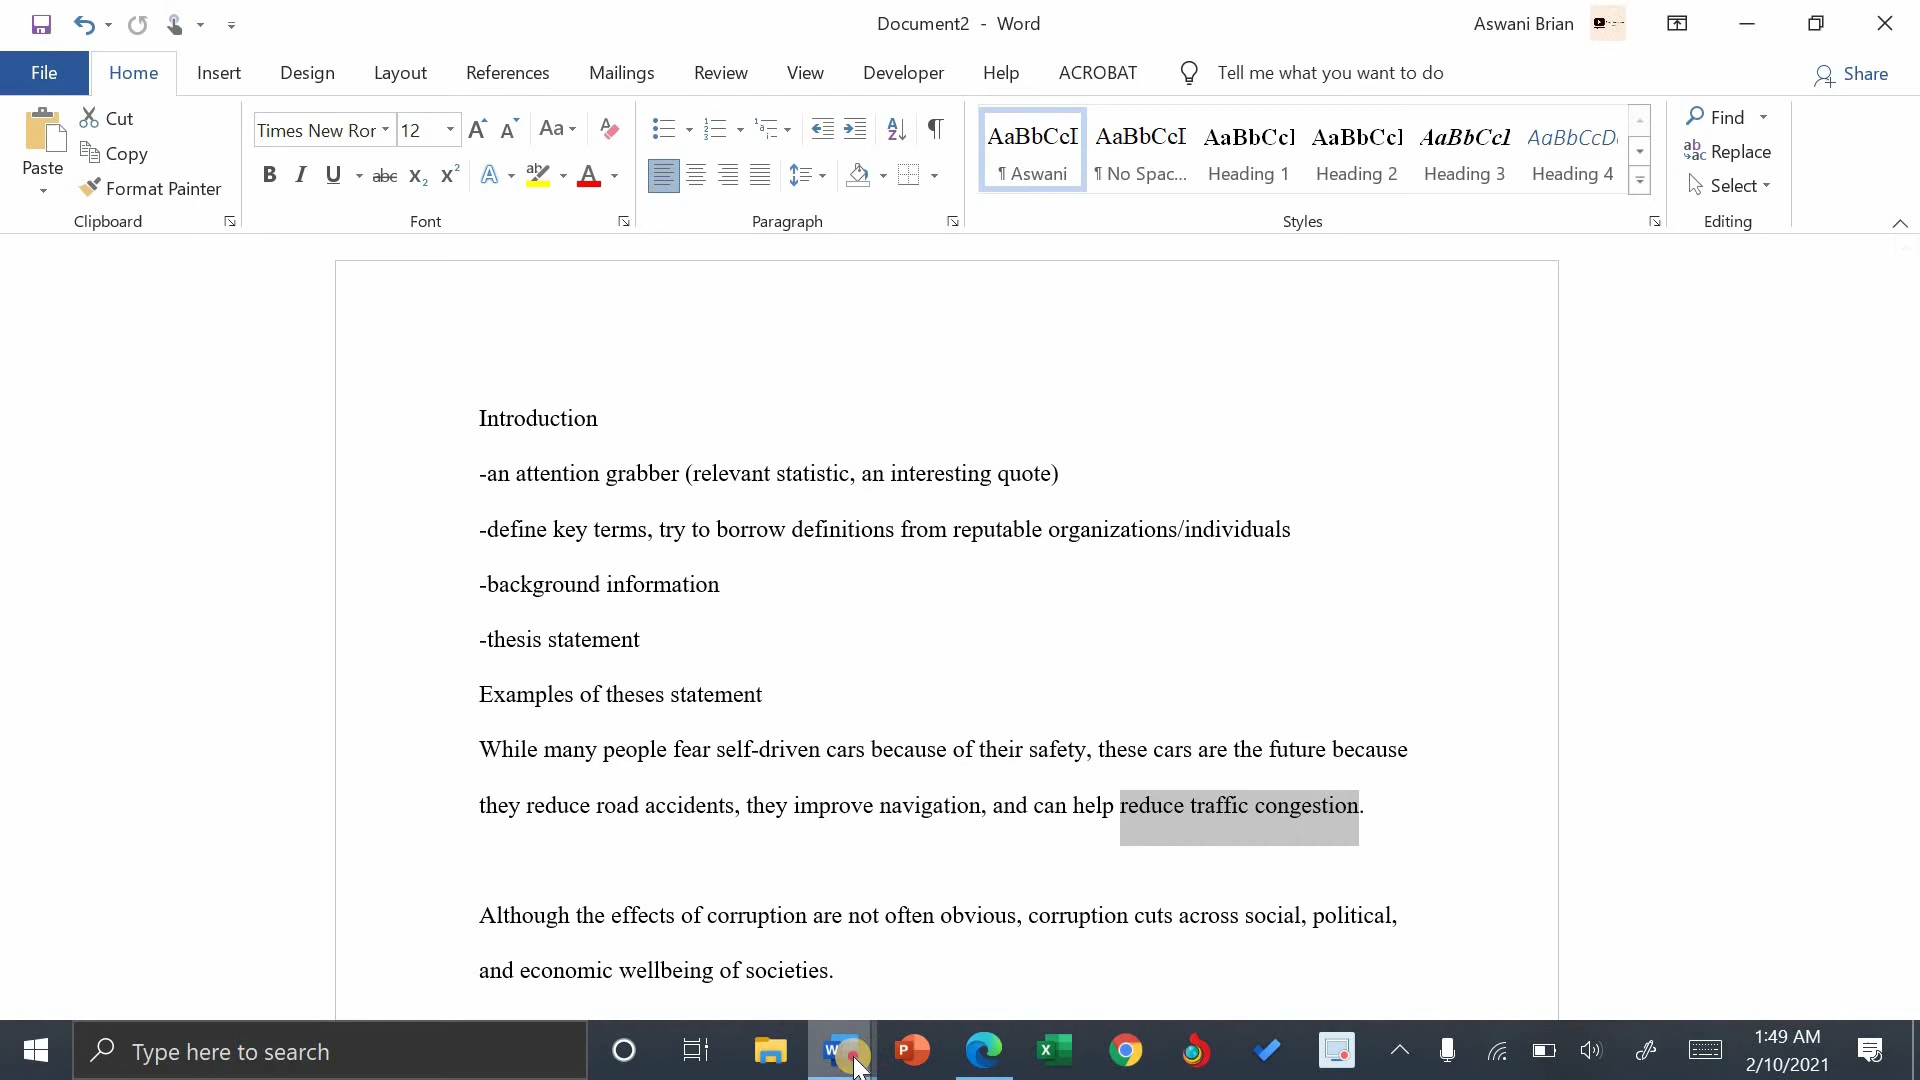 Document2 - Word
Aswani Brian
File Home Insert Design Layout References Mailings Review View Developer Help ACROBAT Tell me what you want to do Share
Paste
Cut
Copy
Format Painter
Clipboard
Times New Ror 12
Font
Paragraph
AaBbCcI AaBbCcI AaBbCcI AaBbCcI AaBbCcI AaBbCcD
¶ Aswani ¶ No Spac... Heading 1 Heading 2 Heading 3 Heading 4
Styles
Find
Replace
Select
Editing
Introduction
-an attention grabber (relevant statistic, an interesting quote)
-define key terms, try to borrow definitions from reputable organizations/individuals
-background information
-thesis statement
Examples of theses statement
While many people fear self-driven cars because of their safety, these cars are the future because
they reduce road accidents, they improve navigation, and can help reduce traffic congestion.
Although the effects of corruption are not often obvious, corruption cuts across social, political,
and economic wellbeing of societies.
Type here to search
1:49 AM
2/10/2021